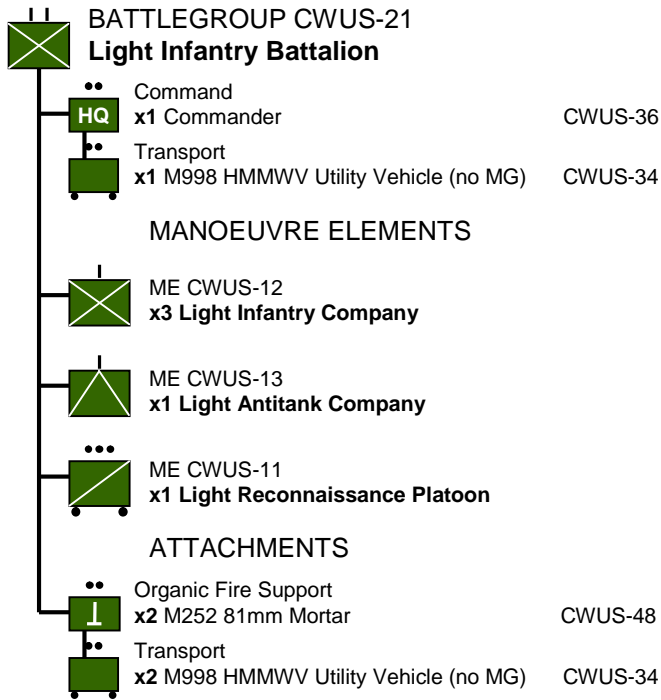 BATTLEGROUP CWUS-21
Light Infantry Battalion
Command
HQ x1 Commander CWUS-36
Transport
x1 M998 HMMWV Utility Vehicle (no MG) CWUS-34
MANOEUVRE ELEMENTS
ME CWUS-12
x3 Light Infantry Company
ME CWUS-13
x1 Light Antitank Company
ME CWUS-11
x1 Light Reconnaissance Platoon
ATTACHMENTS
Organic Fire Support
x2 M252 81mm Mortar CWUS-48
Transport
x2 M998 HMMWV Utility Vehicle (no MG) CWUS-34